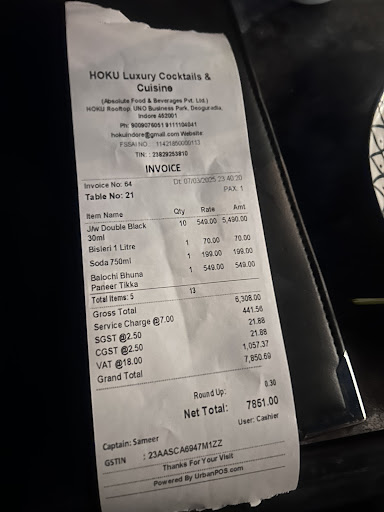 HOKU Luxury Cocktails &
Cuisine
(Absolute Food & Beverages Pvt. Ltd.)
HOKU Rooftop, UNO Business Park, Deoguradia,
Indore 452001
Ph: 9009076051 9111104041
hokuindore@gmail.com Website
FSSAI NO. : 11421850000113
TIN. : 23829253810
INVOICE
Invoice No: 64 Dt: 07/03/2025 23:40:20
Table No: 21 PAX: 1
Item Name Qty Rate Amt
J/w Double Black 10 549.00 5,490.00
30ml
Bisleri 1 Litre 1 70.00 70.00
Soda 750ml 1 199.00 199.00
Balochi Bhuna 1 549.00 549.00
Paneer Tikka
Total Items: 5 13
Gross Total 6,308.00
Service Charge @7.00 441.56
SGST @2.50 21.88
CGST @2.50 21.88
VAT @18.00 1,057.37
Grand Total 7,850.69
Round Up: 0.30
Net Total: 7851.00
User: Cashier
Captain: Sameer
GSTIN : 23AASCA6947M1ZZ
Thanks For Your Visit
Powered By UrbanPOS.com